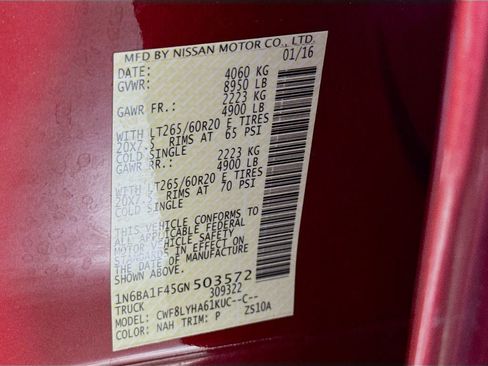 MFD BY NISSAN MOTOR CO., LTD.
DATE: 01/16
GVWR: 4060 KG
8950 LB
GAWR FR.: 2223 KG
4900 LB
WITH LT265/60R20 E TIRES
20X7.5 RIMS AT 65 PSI
COLD SINGLE
GAWR RR.: 2223 KG
4900 LB
WITH LT265/60R20 E TIRES
20X7.5 RIMS AT 70 PSI
COLD SINGLE
THIS VEHICLE CONFORMS TO
ALL APPLICABLE FEDERAL
MOTOR VEHICLE SAFETY
STANDARDS IN EFFECT ON
THE DATE OF MANUFACTURE
SHOWN ABOVE.
1N6BA1F45GN503572
TRUCK 309322
MODEL: CWF8LYHA61KUC--C--
COLOR: NAH TRIM: P ZS10A